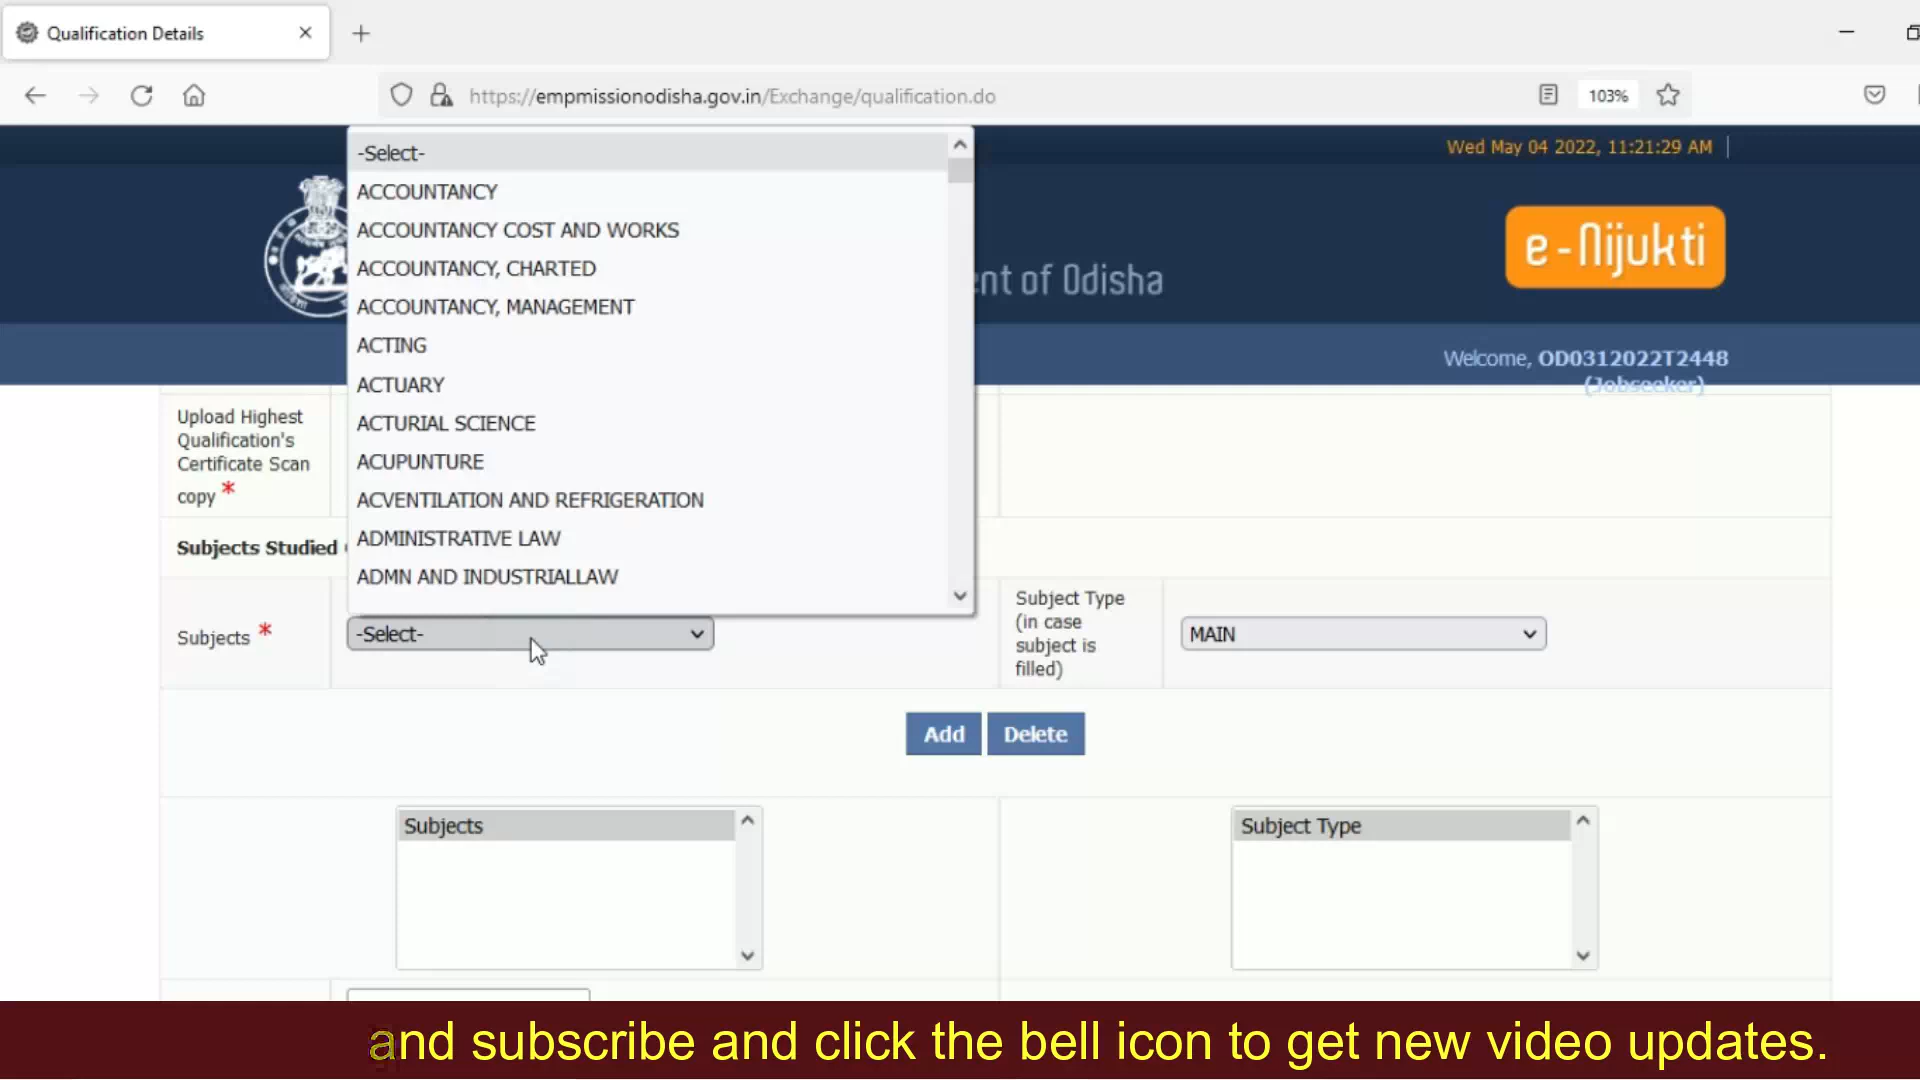 Qualification Details
https://empmissionodisha.gov.in/Exchange/qualification.do
103%
Wed May 04 2022, 11:21:29 AM
-Select-
ACCOUNTANCY
ACCOUNTANCY COST AND WORKS
ACCOUNTANCY, CHARTED
ACCOUNTANCY, MANAGEMENT
ACTING
ACTUARY
ACTURIAL SCIENCE
ACUPUNTURE
ACVENTILATION AND REFRIGERATION
ADMINISTRATIVE LAW
ADMN AND INDUSTRIALLAW
e-Nijukti
of Odisha
Welcome, OD0312022T2448
(Jobseeker)
Upload Highest
Qualification's
Certificate Scan
copy *
Subjects Studied
Subjects *
-Select-
Subject Type
(in case
subject is
filled)
MAIN
Add
Delete
Subjects
Subject Type
and subscribe and click the bell icon to get new video updates.